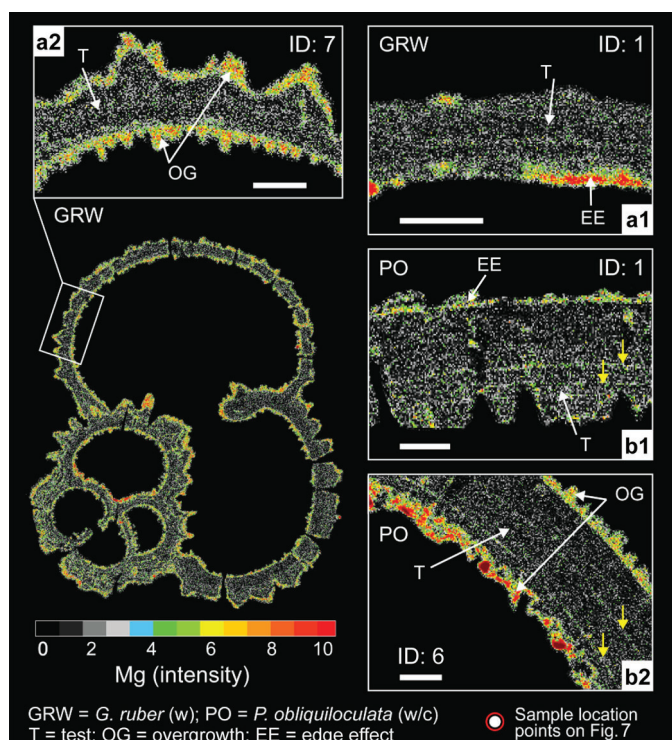 a2 ID: 7
T
OG
GRW
GRW ID: 1
T
EE
a1
PO ID: 1
EE
T
b1
OG
PO
T
ID: 6
b2
0 2 4 6 8 10
Mg (intensity)
GRW = G. ruber (w); PO = P. obliquiloculata (w/c)
T = test; OG = overgrowth; EE = edge effect
Sample location
points on Fig. 7